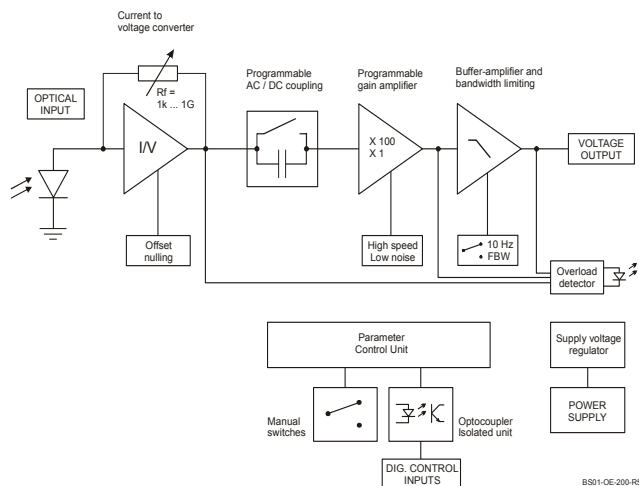 Current to
voltage converter
Rf =
1k ... 1G
OPTICAL
INPUT
I/V
Offset
nulling
Programmable
AC / DC coupling
Programmable
gain amplifier
X 100
X 1
High speed
Low noise
Buffer-amplifier and
bandwidth limiting
10 Hz
FBW
VOLTAGE
OUTPUT
Overload
detector
Parameter
Control Unit
Manual
switches
Optocoupler
Isolated unit
DIG. CONTROL
INPUTS
Supply voltage
regulator
POWER
SUPPLY